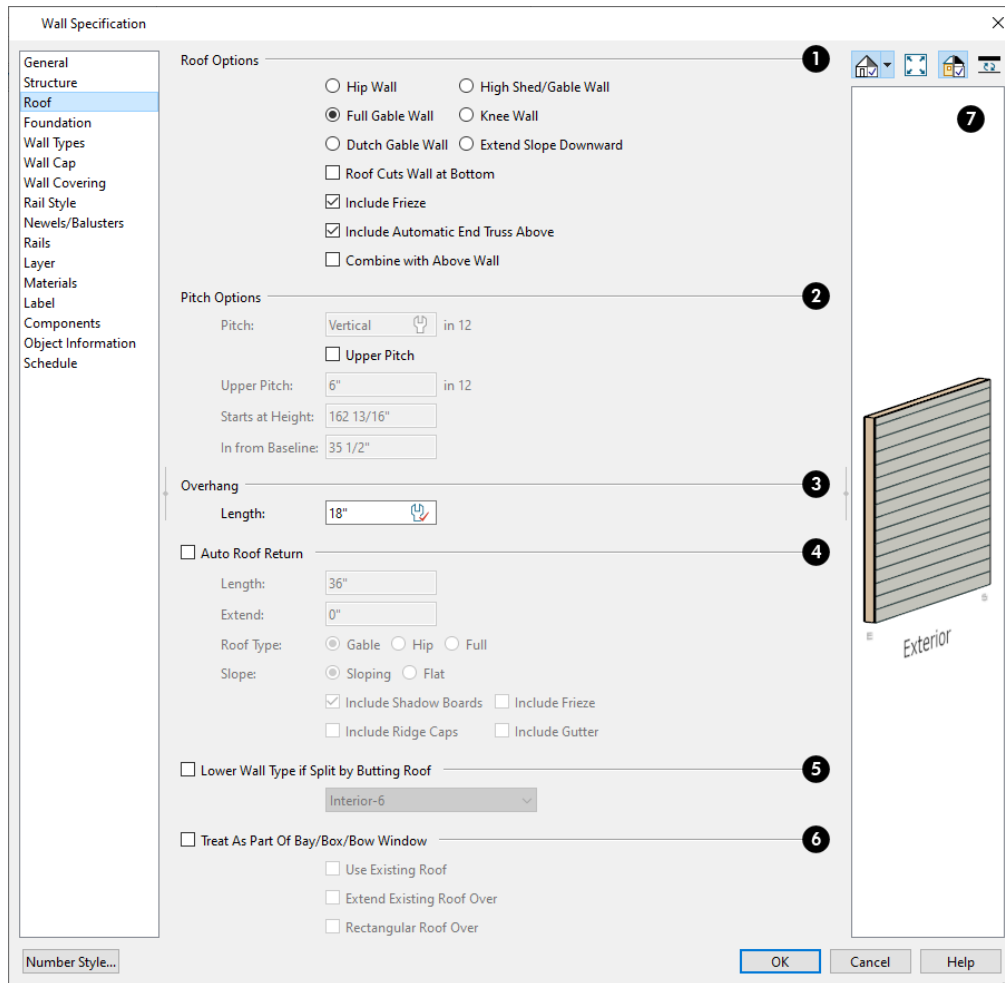 Wall Specification
General
Structure
Roof
Foundation
Wall Types
Wall Cap
Wall Covering
Rail Style
Newels/Balusters
Rails
Layer
Materials
Label
Components
Object Information
Schedule
Roof Options
1
Hip Wall
High Shed/Gable Wall
Full Gable Wall
Knee Wall
Dutch Gable Wall
Extend Slope Downward
Roof Cuts Wall at Bottom
Include Frieze
Include Automatic End Truss Above
Combine with Above Wall
Pitch Options
2
Pitch:
Vertical
in 12
Upper Pitch
Upper Pitch:
6"
in 12
Starts at Height:
162 13/16"
In from Baseline:
35 1/2"
Overhang
3
Length:
18"
Auto Roof Return
4
Length:
36"
Extend:
0"
Roof Type:
Gable
Hip
Full
Slope:
Sloping
Flat
Include Shadow Boards
Include Frieze
Include Ridge Caps
Include Gutter
Lower Wall Type if Split by Butting Roof
5
Interior-6
Treat As Part Of Bay/Box/Bow Window
6
Use Existing Roof
Extend Existing Roof Over
Rectangular Roof Over
7
Exterior
Number Style...
OK
Cancel
Help